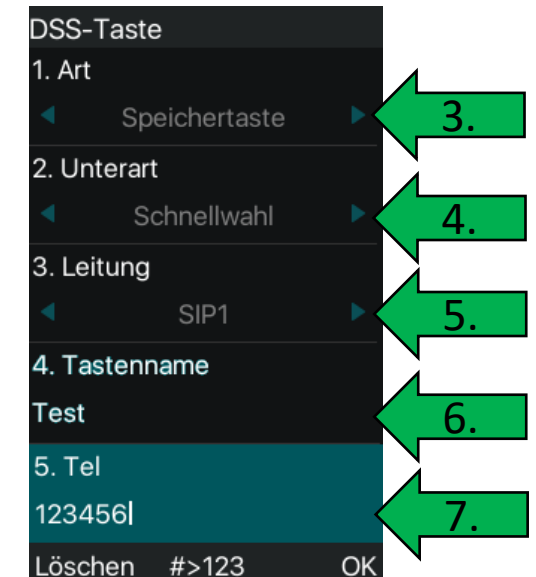 DSS-Taste
1. Art
Speichertaste
3.
2. Unterart
Schnellwahl
4.
3. Leitung
SIP1
5.
4. Tastenname
Test
6.
5. Tel
123456
7.
Löschen #>123 OK